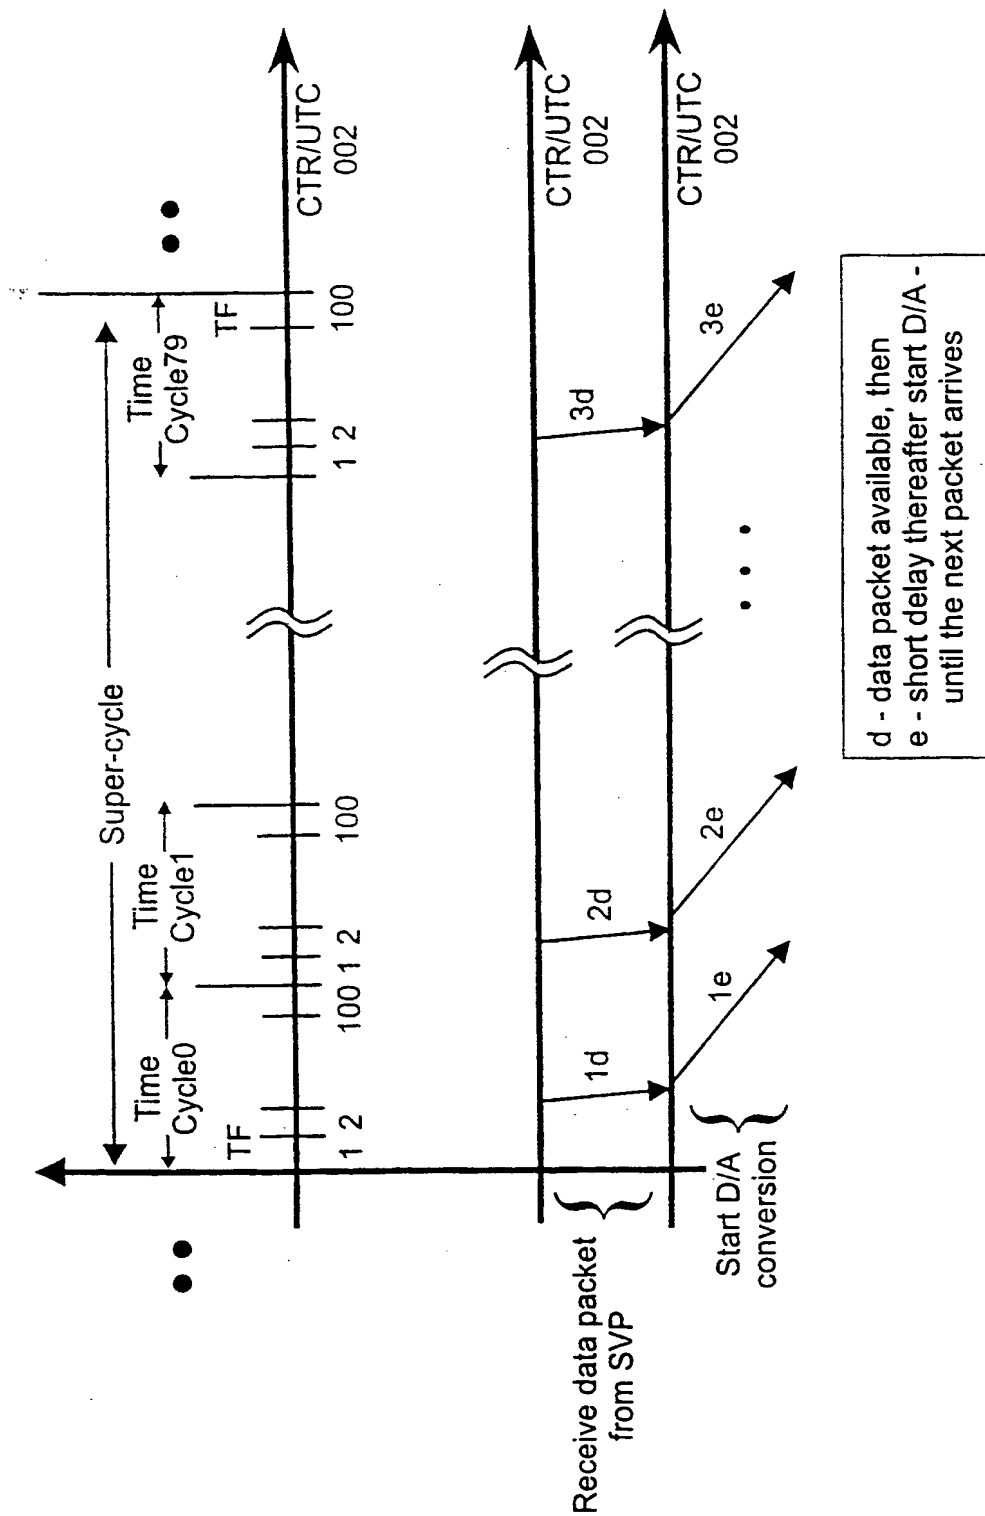 Super-cycle
Time
Cycle0
Time
Cycle1
Time
Cycle79
TF
TF
1 2
100
1 2
100
1 2
100
CTR/UTC
002
Receive data packet
from SVP
1d
2d
3d
CTR/UTC
002
Start D/A
conversion
1e
2e
3e
CTR/UTC
002
d - data packet available, then
e - short delay thereafter start D/A -
until the next packet arrives